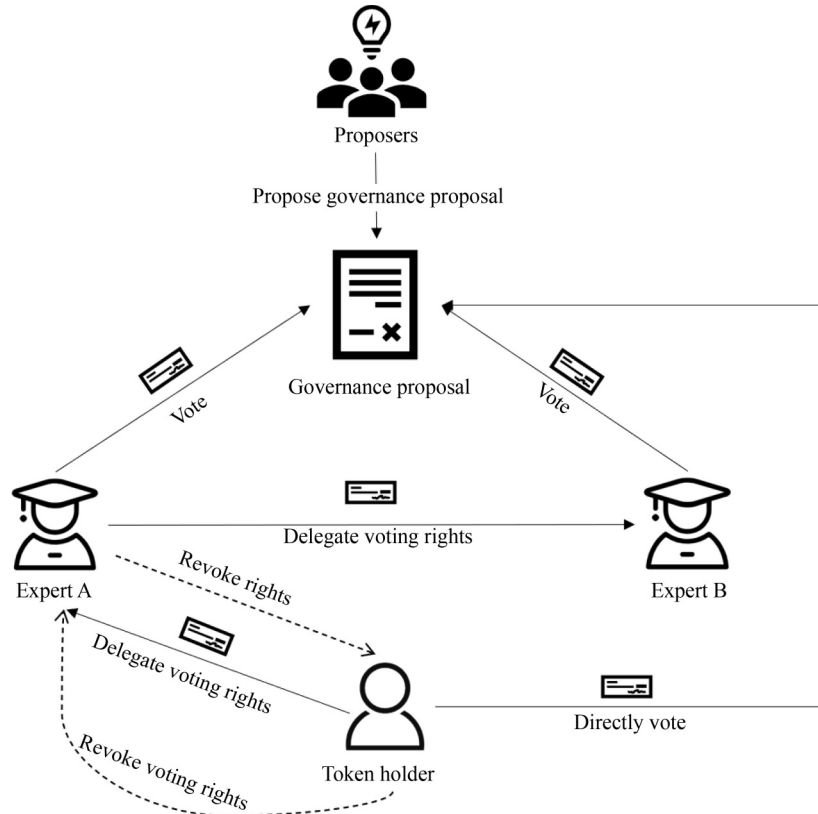 Proposers
Propose governance proposal
Governance proposal
Vote
Vote
Delegate voting rights
Expert A
Expert B
Revoke rights
Delegate voting rights
Directly vote
Revoke voting rights
Token holder